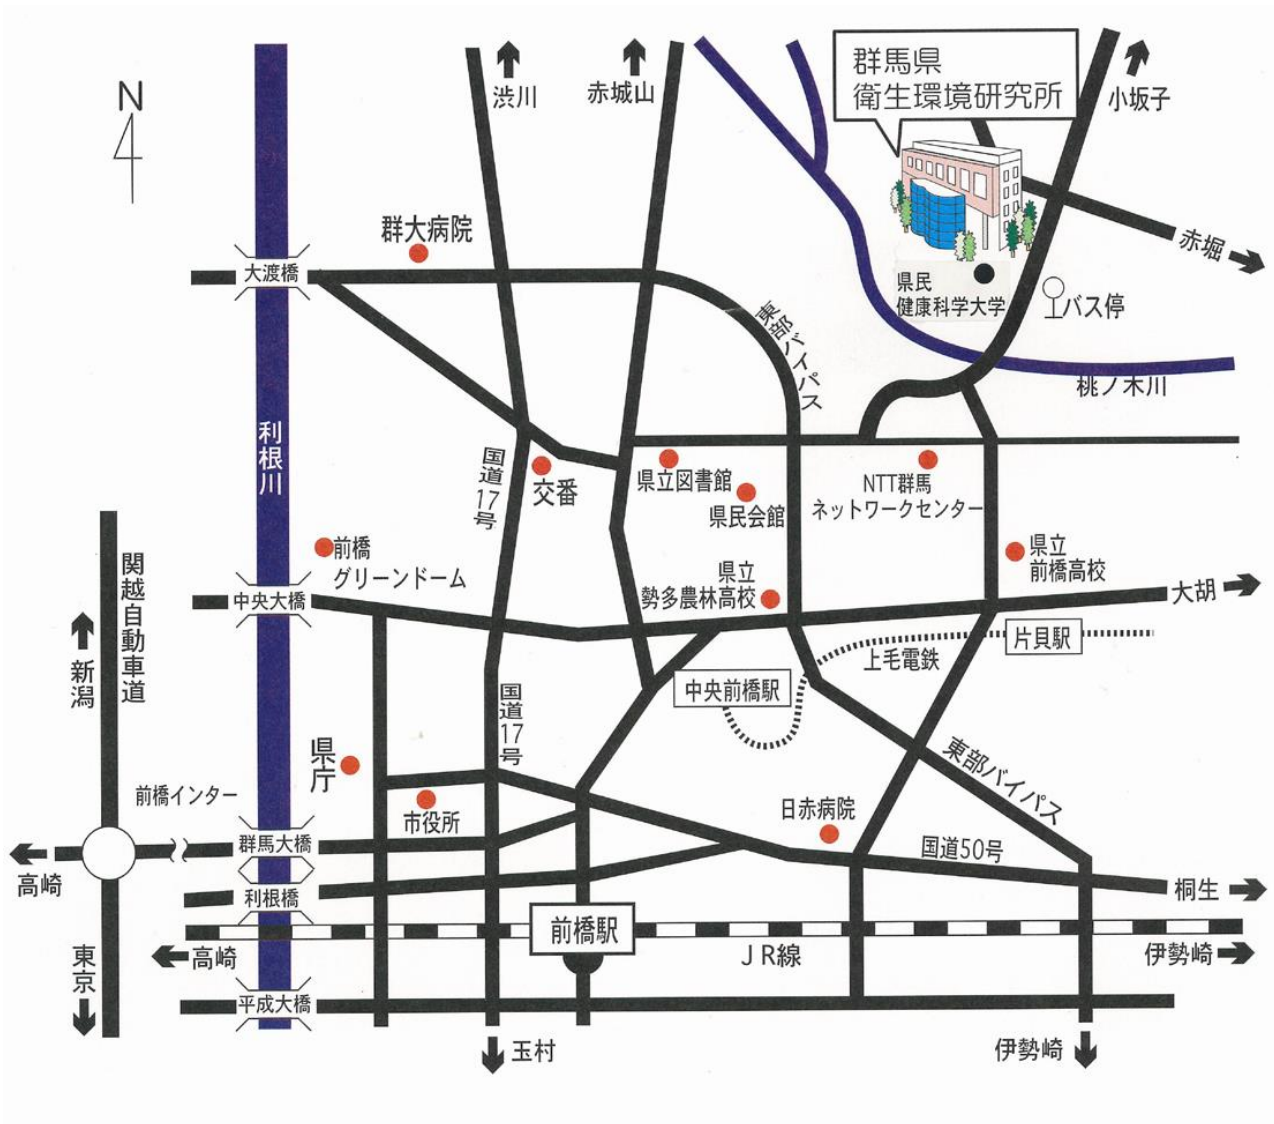 群馬県
衛生環境研究所
N
渋川
赤城山
小坂子
群大病院
赤堀
大渡橋
県民
健康科学大学
バス停
東部バイパス
桃ノ木川
利根川
国道17号
交番
県立図書館
県民会館
NTT群馬
ネットワークセンター
前橋
グリーンドーム
県立
前橋高校
県立
勢多農林高校
中央大橋
大胡
関越自動車道
新潟
片貝駅
上毛電鉄
中央前橋駅
国道17号
県庁
東部バイパス
前橋インター
市役所
日赤病院
群馬大橋
国道50号
高崎
利根橋
桐生
前橋駅
高崎
JR線
伊勢崎
東京
平成大橋
玉村
伊勢崎